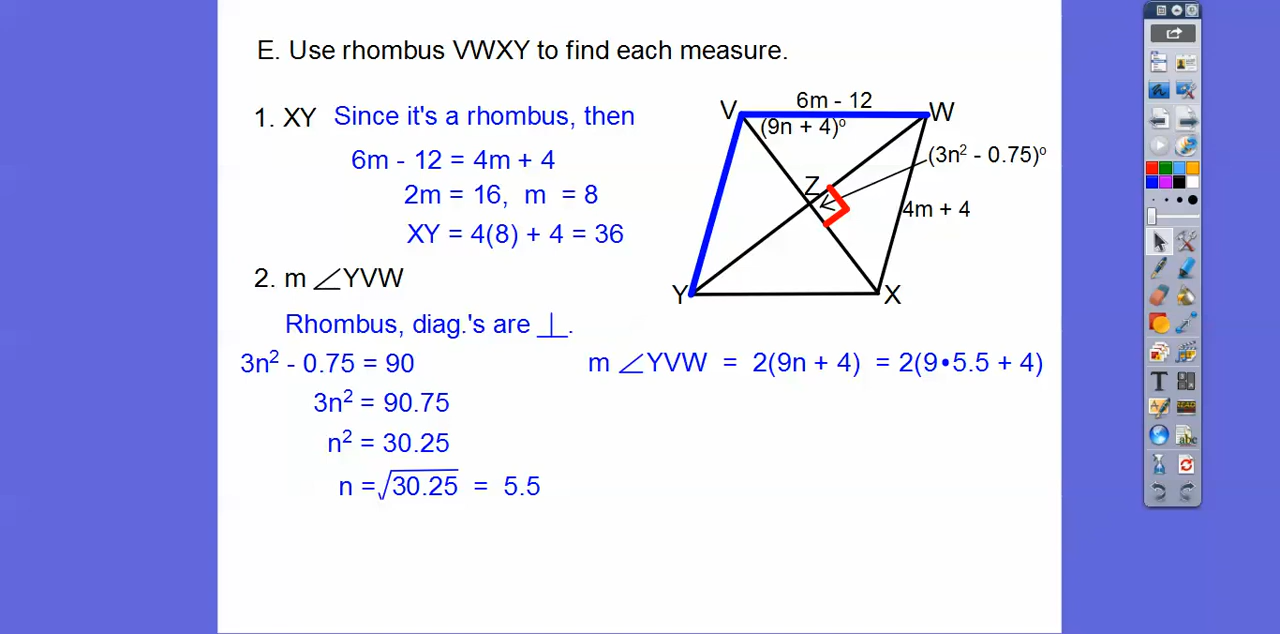 E. Use rhombus VWXY to find each measure.
1. XY Since it's a rhombus, then
6m - 12 = 4m + 4
2m = 16, m = 8
XY = 4(8) + 4 = 36
2. m ∠YVW
Rhombus, diag.'s are ⊥.
3n² - 0.75 = 90
3n² = 90.75
n² = 30.25
n = √30.25 = 5.5
m ∠YVW = 2(9n + 4) = 2(9•5.5 + 4)
V
6m - 12
W
(9n + 4)º
(3n² - 0.75)º
Z
4m + 4
Y
X
T
abc